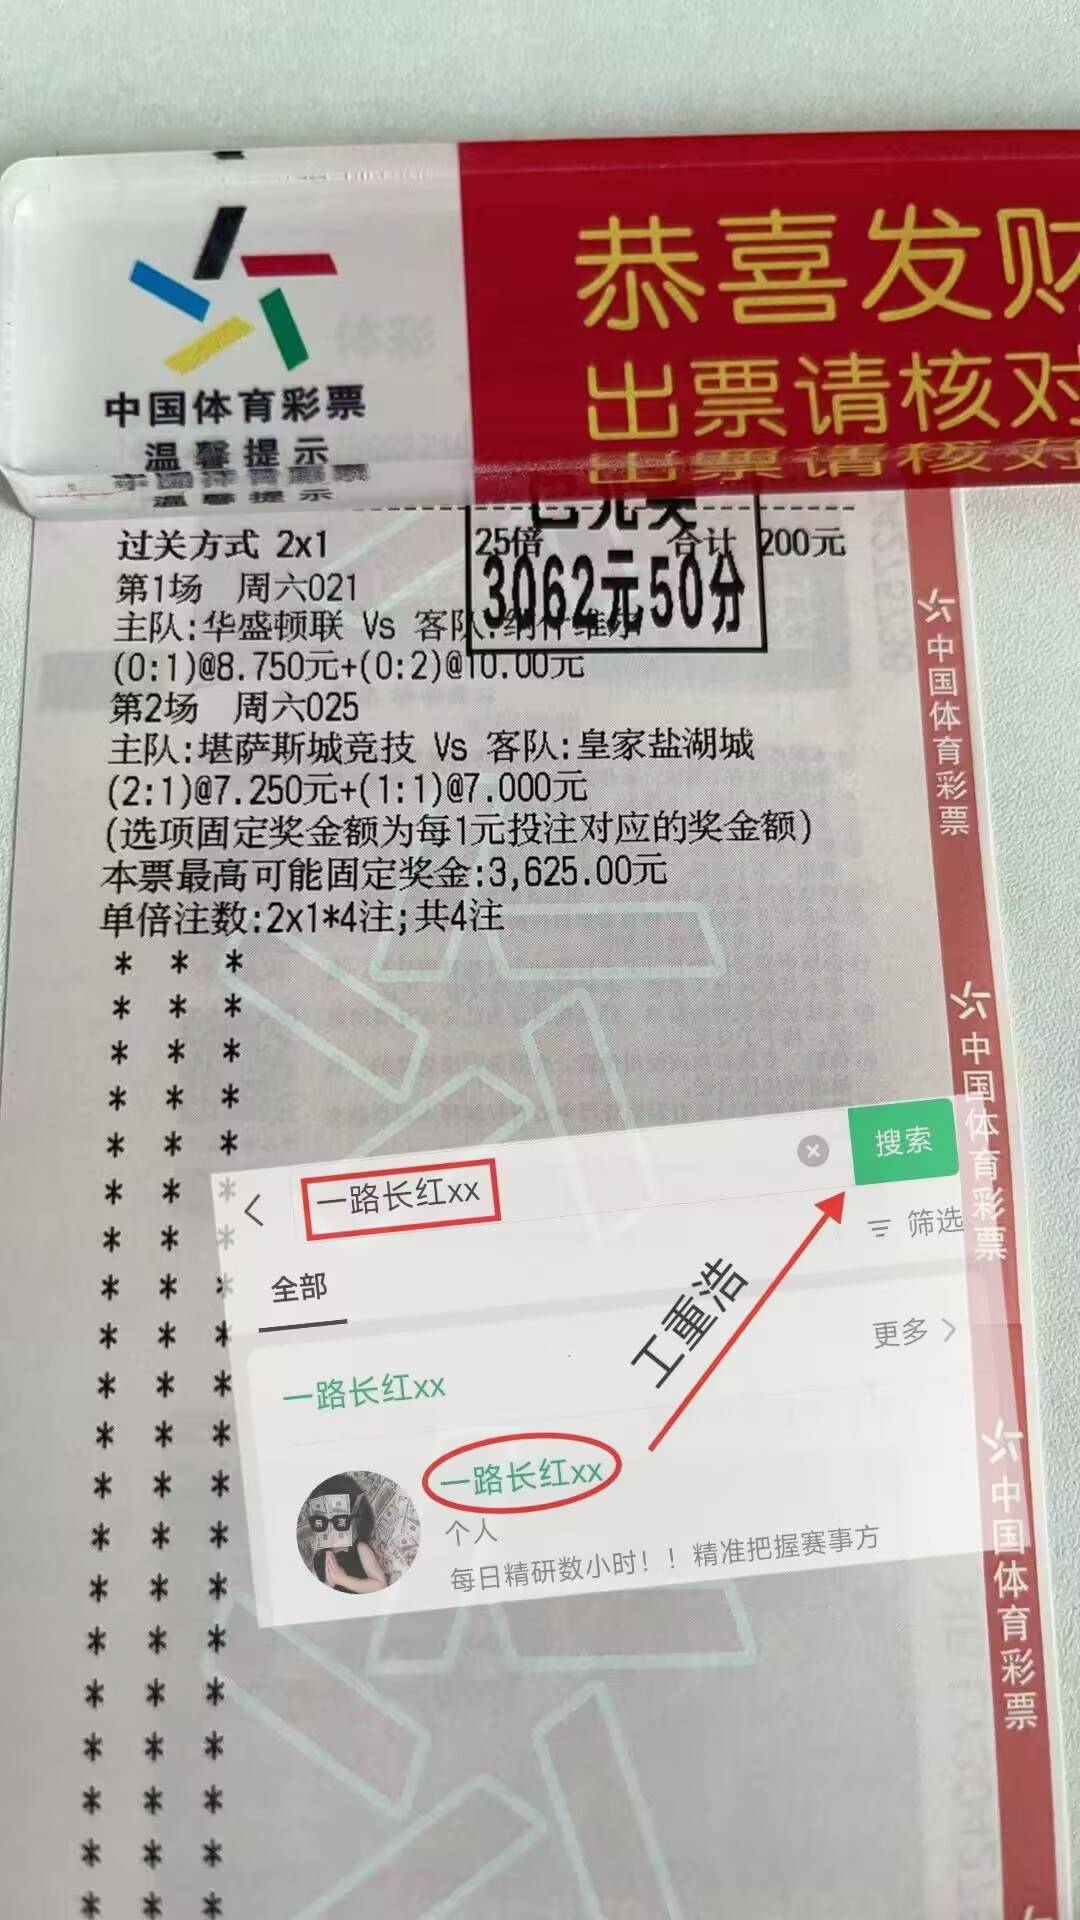 中国体育彩票
温馨提示
恭喜发财
出票请核对
过关方式 2x1
25倍
合计 200元
3062元50分
第1场 周六021
主队:华盛顿联 Vs 客队:纳什维尔
(0:1)@8.750元+(0:2)@10.00元
第2场 周六025
主队:堪萨斯城竞技 Vs 客队:皇家盐湖城
(2:1)@7.250元+(1:1)@7.000元
(选项固定奖金额为每1元投注对应的奖金额)
本票最高可能固定奖金:3,625.00元
单倍注数:2x1*4注;共4注
中国体育彩票
中国体育彩票
中国体育彩票
一路长红xx
搜索
筛选
全部
工重浩
更多
一路长红xx
一路长红xx
个人
每日精研数小时！！精准把握赛事方